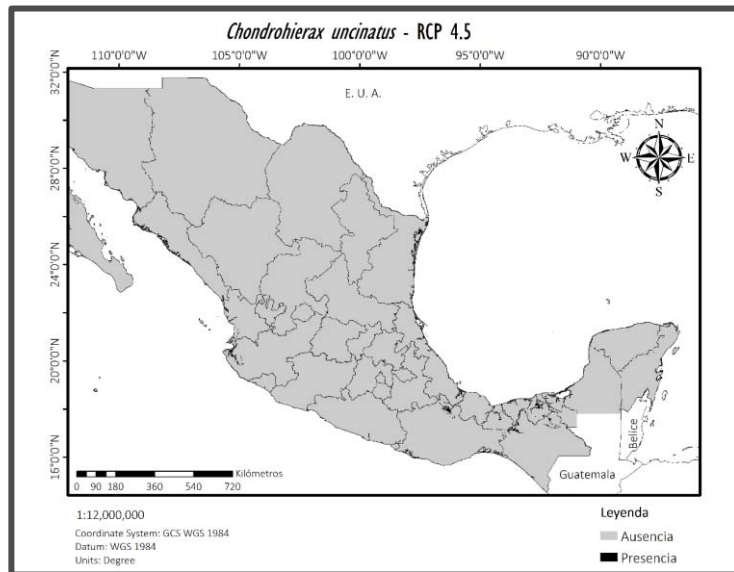 Chondrohierax uncinatus - RCP 4.5
110°0'0"W 105°0'0"W 100°0'0"W 95°0'0"W 90°0'0"W
32°0'0"N
28°0'0"N
24°0'0"N
20°0'0"N
16°0'0"N
E. U. A.
N
W E
S
Belice
Guatemala
Kilómetros
0 90 180 360 540 720
1:12,000,000
Coordinate System: GCS WGS 1984
Datum: WGS 1984
Units: Degree
Leyenda
Ausencia
Presencia